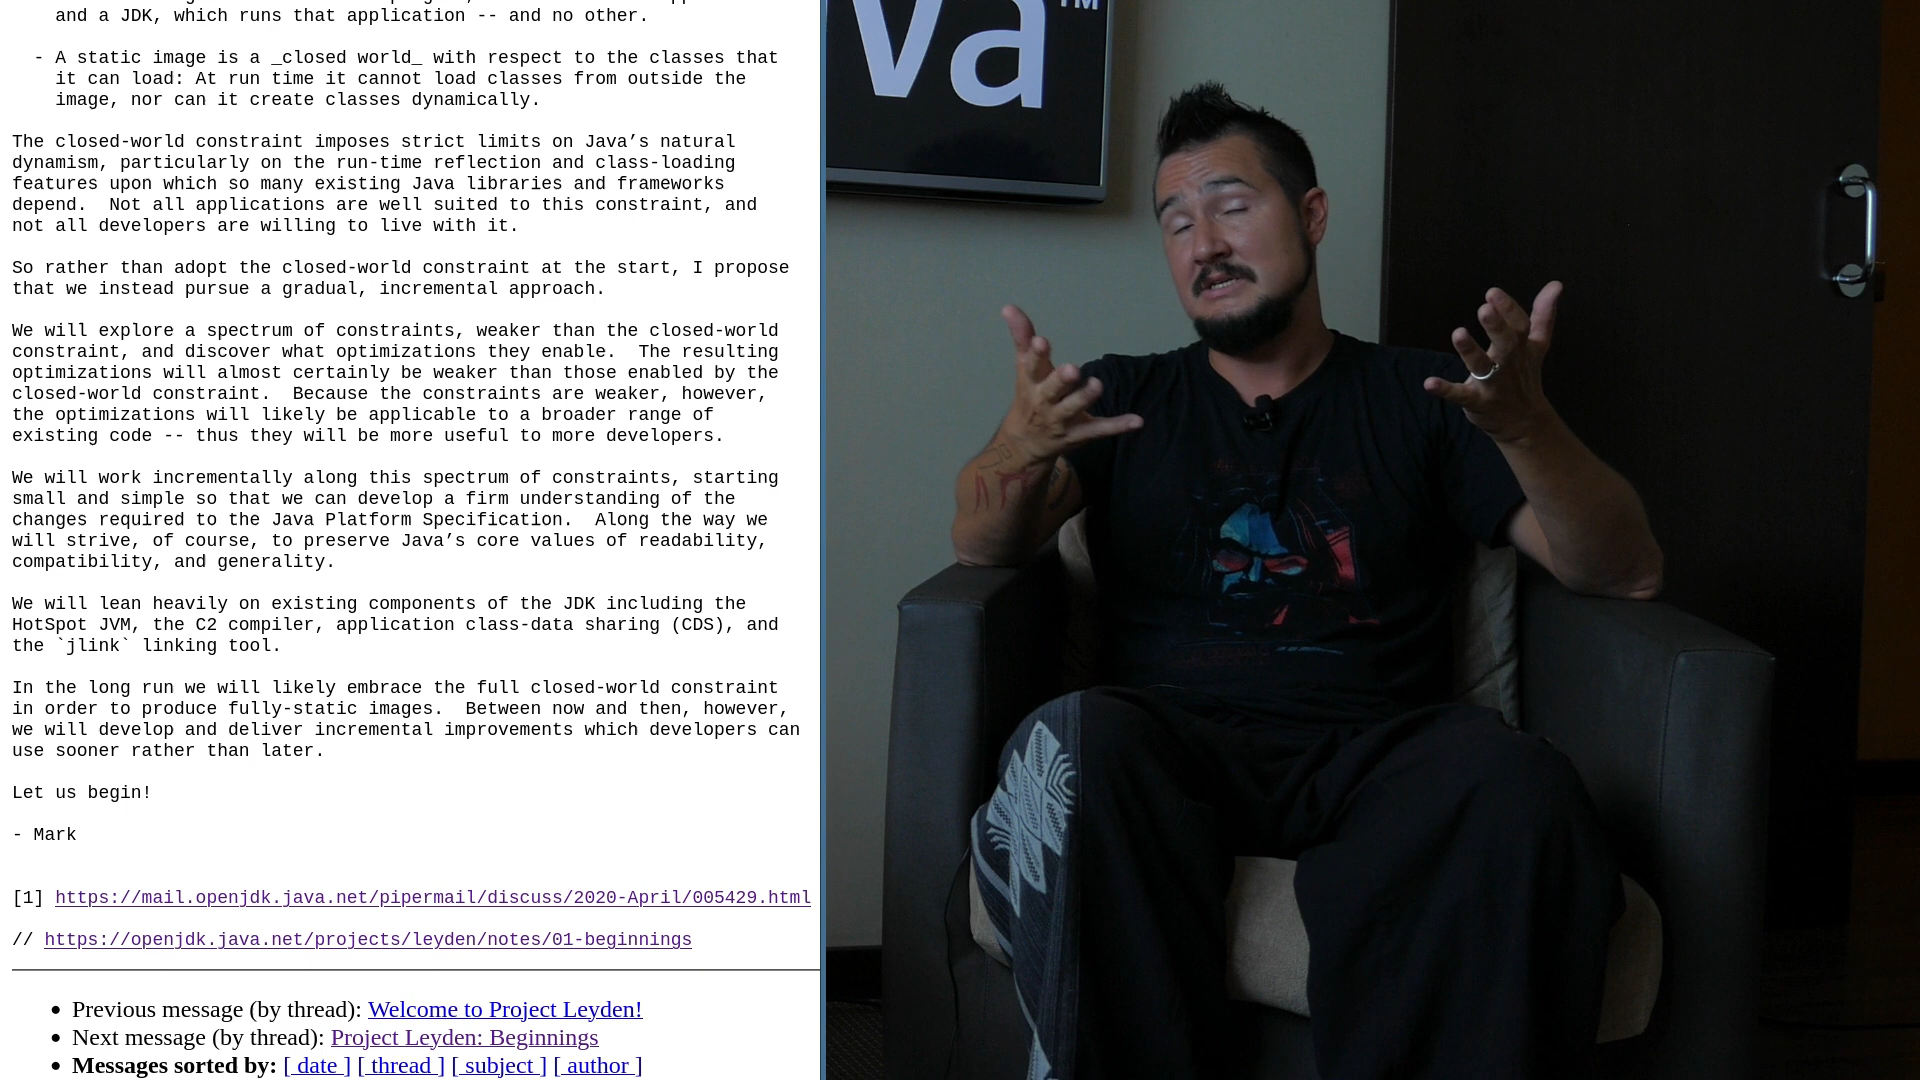 and a JDK, which runs that application -- and no other.
- A static image is a _closed world_ with respect to the classes that
it can load: At run time it cannot load classes from outside the
image, nor can it create classes dynamically.
The closed-world constraint imposes strict limits on Java’s natural
dynamism, particularly on the run-time reflection and class-loading
features upon which so many existing Java libraries and frameworks
depend.  Not all applications are well suited to this constraint, and
not all developers are willing to live with it.
So rather than adopt the closed-world constraint at the start, I propose
that we instead pursue a gradual, incremental approach.
We will explore a spectrum of constraints, weaker than the closed-world
constraint, and discover what optimizations they enable.  The resulting
optimizations will almost certainly be weaker than those enabled by the
closed-world constraint.  Because the constraints are weaker, however,
the optimizations will likely be applicable to a broader range of
existing code -- thus they will be more useful to more developers.
We will work incrementally along this spectrum of constraints, starting
small and simple so that we can develop a firm understanding of the
changes required to the Java Platform Specification.  Along the way we
will strive, of course, to preserve Java’s core values of readability,
compatibility, and generality.
We will lean heavily on existing components of the JDK including the
HotSpot JVM, the C2 compiler, application class-data sharing (CDS), and
the `jlink` linking tool.
In the long run we will likely embrace the full closed-world constraint
in order to produce fully-static images.  Between now and then, however,
we will develop and deliver incremental improvements which developers can
use sooner rather than later.
Let us begin!
- Mark
[1] https://mail.openjdk.java.net/pipermail/discuss/2020-April/005429.html
// https://openjdk.java.net/projects/leyden/notes/01-beginnings
• Previous message (by thread): Welcome to Project Leyden!
• Next message (by thread): Project Leyden: Beginnings
• Messages sorted by: [ date ] [ thread ] [ subject ] [ author ]
va™